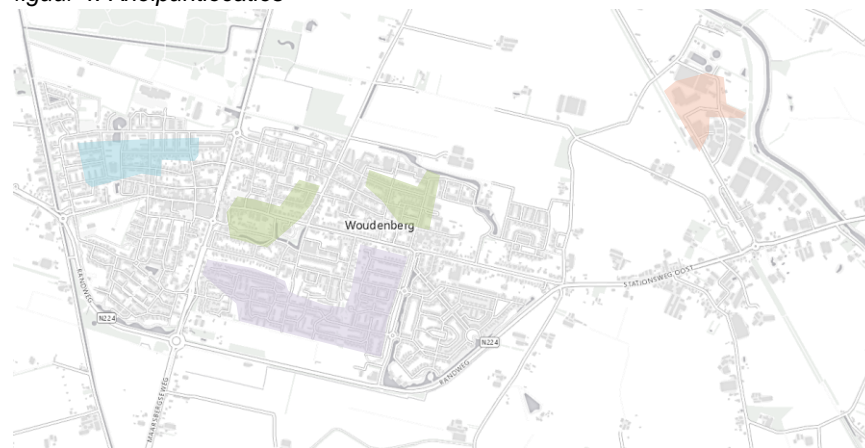 figuur 4: Knelpuntlocaties
Woudenberg
STATIONSWEG OOST
RANDWEG
N224
N224
RANDWEG
MAARSBERGSEWEG